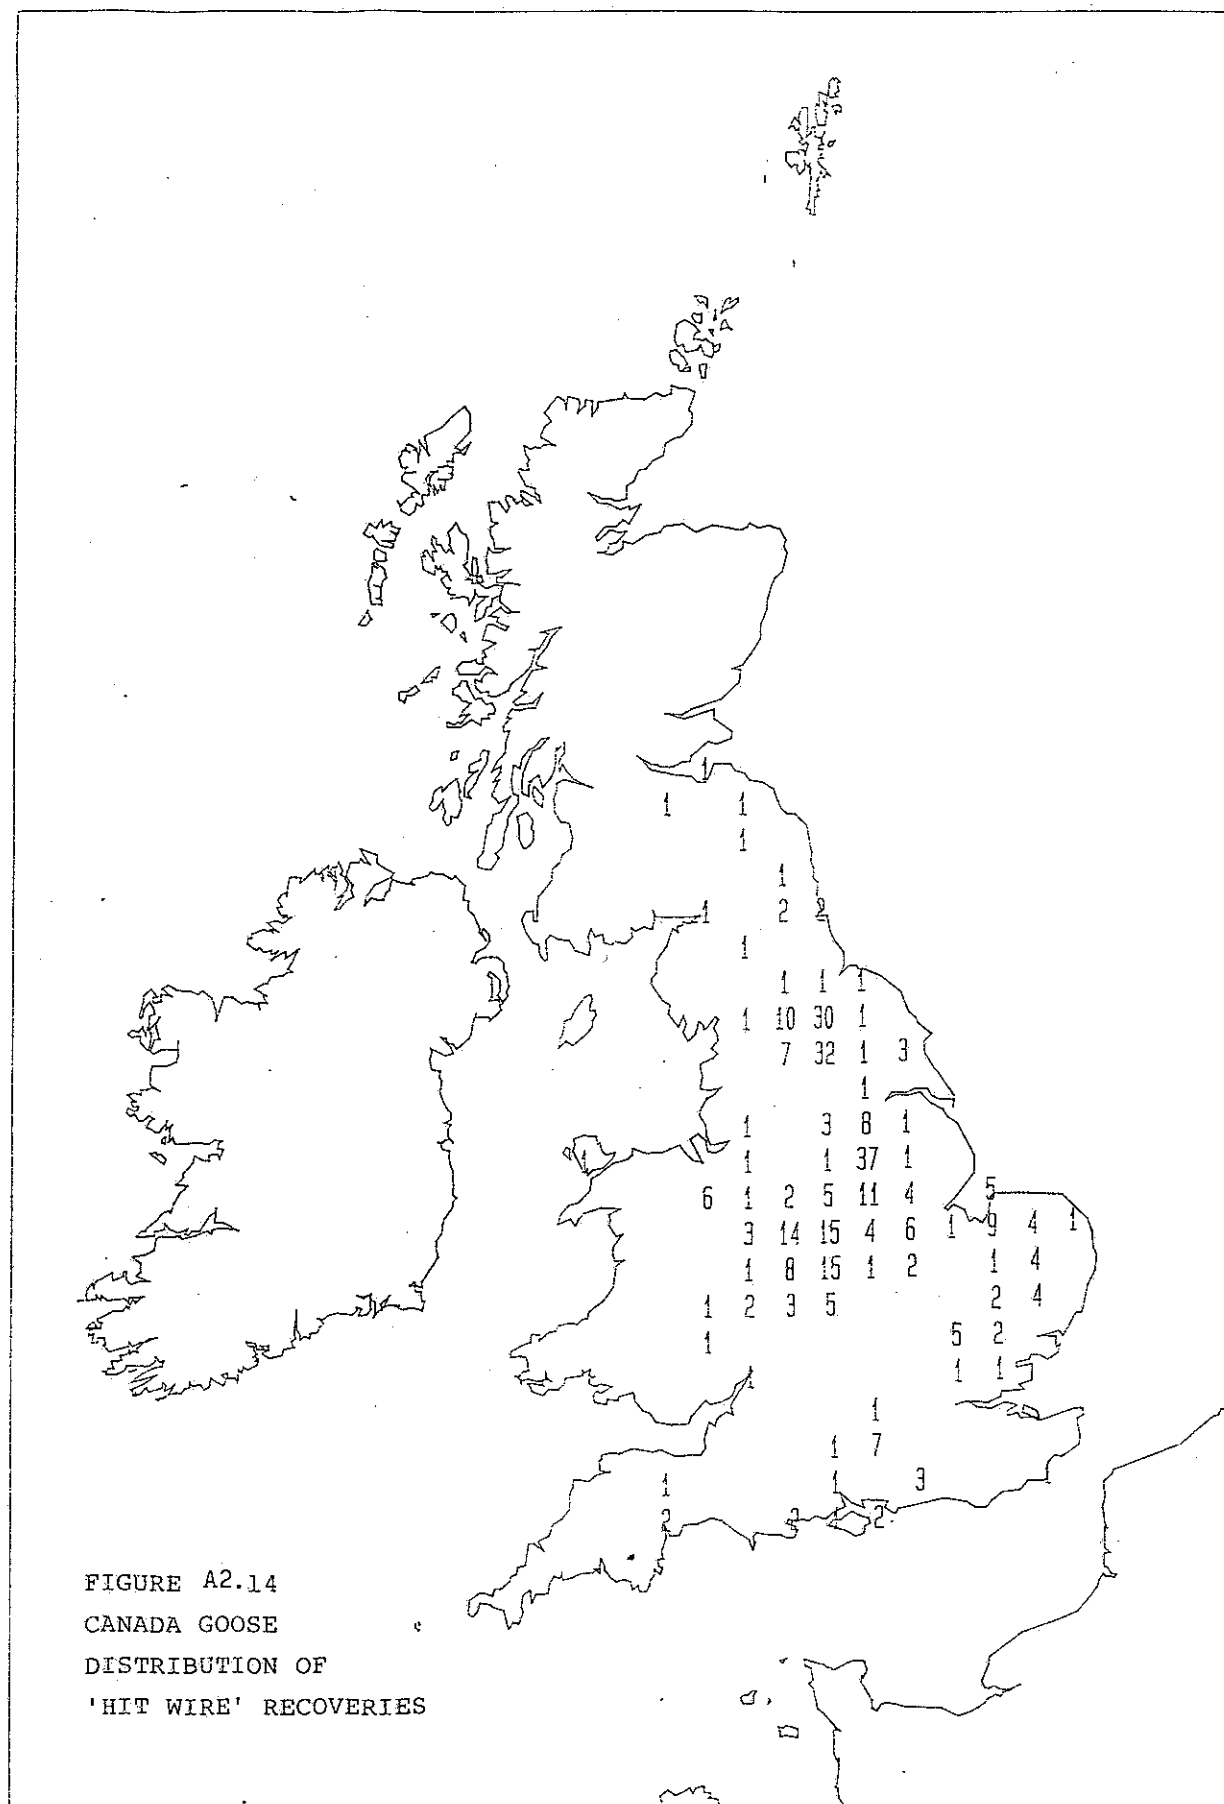 1
1 1
1
1
1 2 2
1
1 1 1
1 10 30 1
7 32 1 3
1
1 3 8 1
1 1 1 37 1
6 1 2 5 11 4 5
3 14 15 4 6 1 9 4 1
1 8 15 1 2 1 4
1 2 3 5 2 4
1 5 2
1 1
1
1
1 7
1 1 3
2 2 1 2
FIGURE A2.14
CANADA GOOSE
DISTRIBUTION OF
'HIT WIRE' RECOVERIES